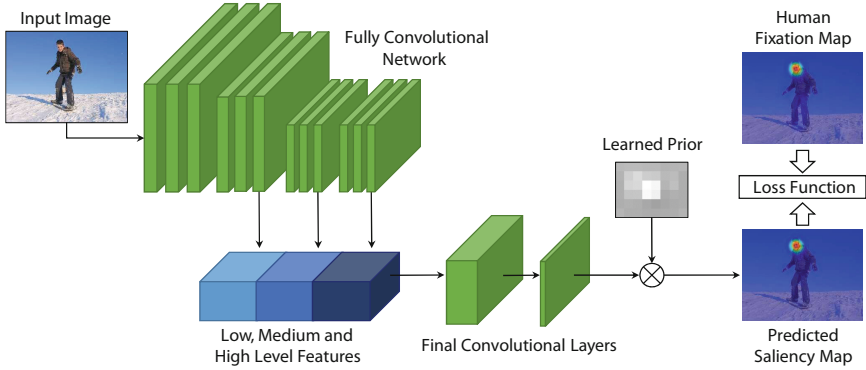 Input Image
Fully Convolutional
Network
Human
Fixation Map
Learned Prior
Loss Function
Low, Medium and
High Level Features
Final Convolutional Layers
Predicted
Saliency Map